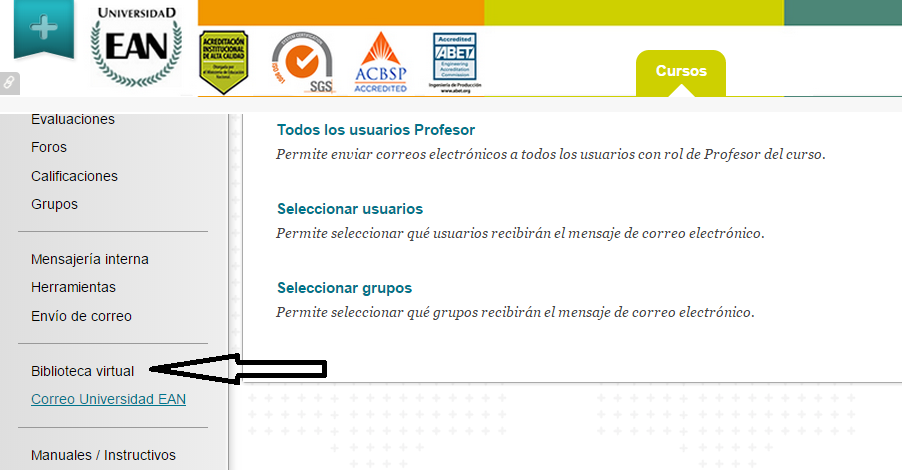 UNIVERSIDAD
EAN
ACREDITACIÓN
INSTITUCIONAL
DE ALTA CALIDAD
SYSTEM CERTIFICATION
ISO 9001
SGS
ACBSP
ACCREDITED
Accredited
ABET
Engineering
Accreditation
Commission
Ingeniería de Producción
www.abet.org
Cursos
Evaluaciones
Foros
Calificaciones
Grupos
Mensajería interna
Herramientas
Envío de correo
Biblioteca virtual
Correo Universidad EAN
Manuales / Instructivos
Todos los usuarios Profesor
Permite enviar correos electrónicos a todos los usuarios con rol de Profesor del curso.
Seleccionar usuarios
Permite seleccionar qué usuarios recibirán el mensaje de correo electrónico.
Seleccionar grupos
Permite seleccionar qué grupos recibirán el mensaje de correo electrónico.